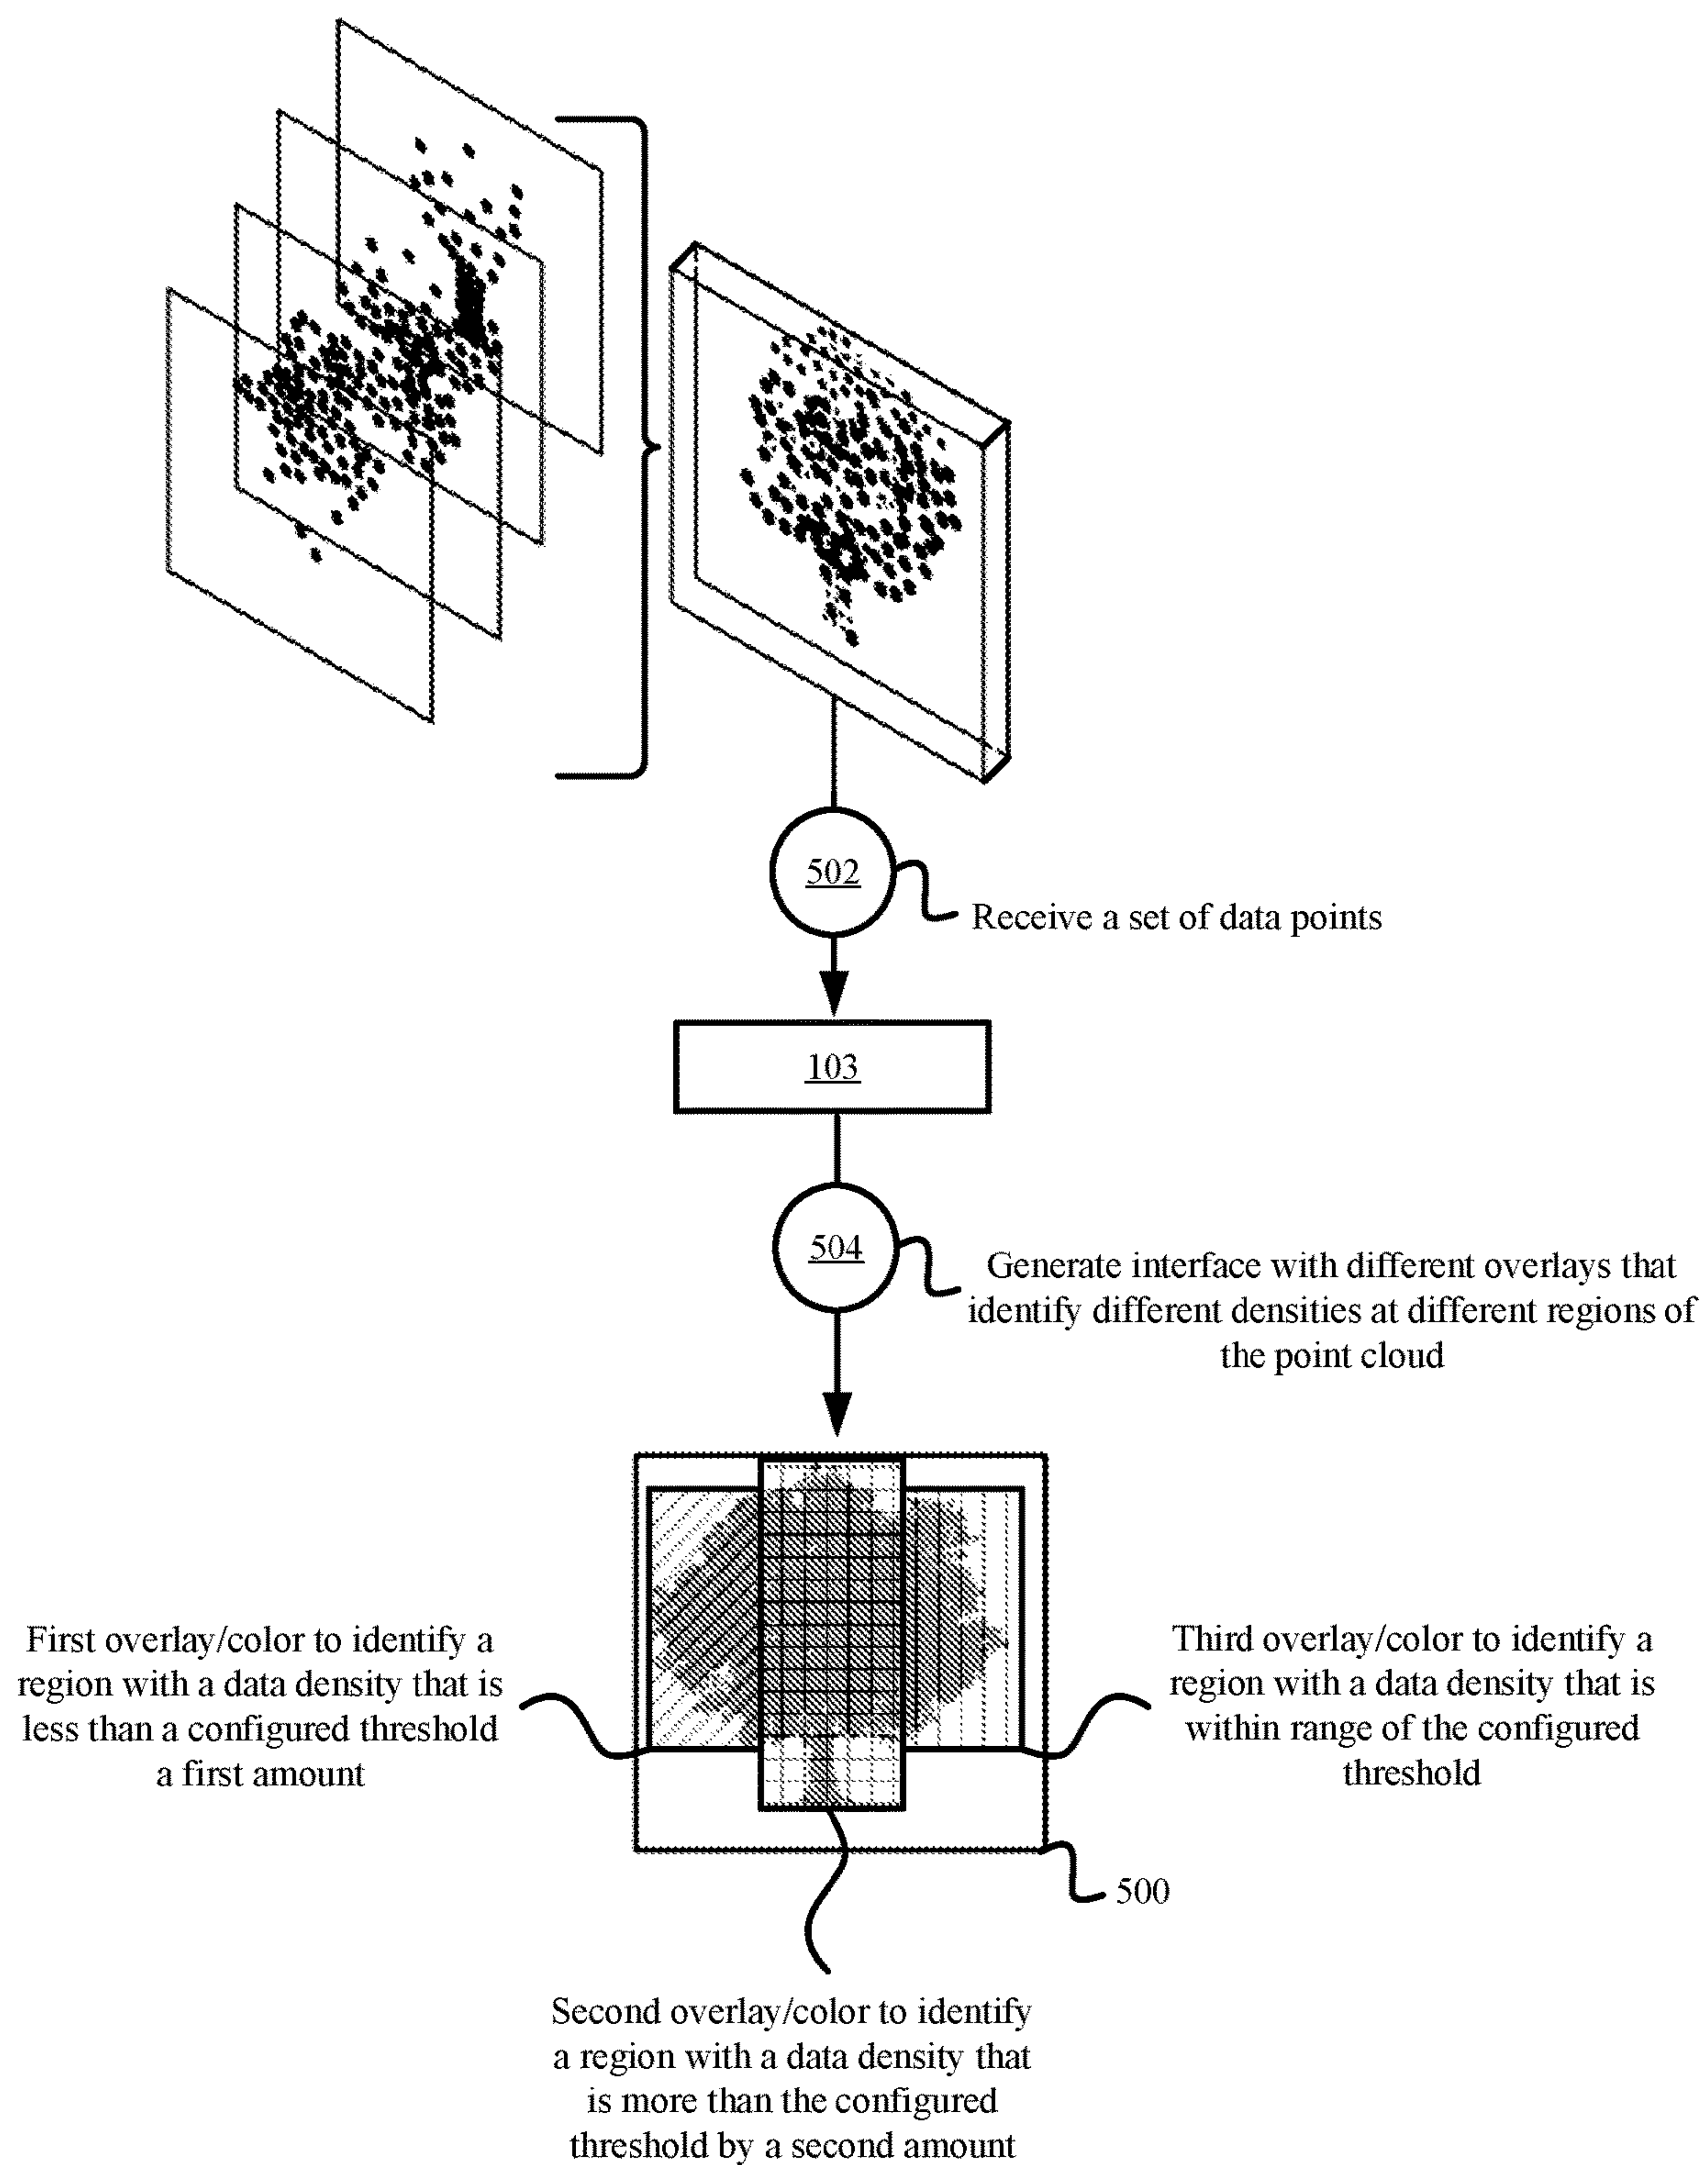 502
Receive a set of data points
103
504
Generate interface with different overlays that
identify different densities at different regions of
the point cloud
First overlay/color to identify a
region with a data density that is
less than a configured threshold
a first amount
Third overlay/color to identify a
region with a data density that is
within range of the configured
threshold
500
Second overlay/color to identify
a region with a data density that
is more than the configured
threshold by a second amount